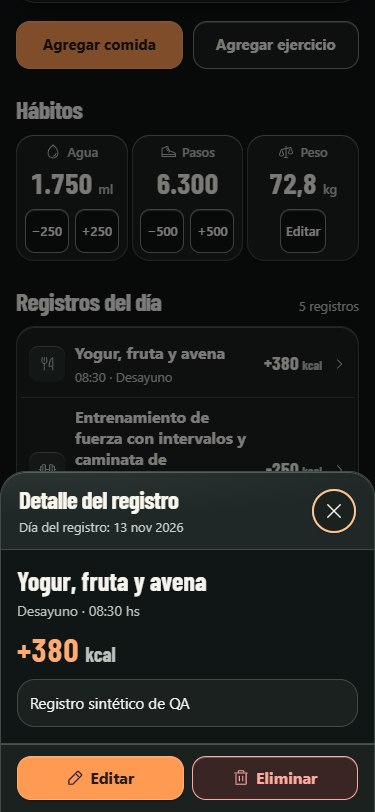 Agregar comida
Agregar ejercicio
Hábitos
Agua
Pasos
Peso
1.750 ml
6.300
72,8 kg
−250
+250
−500
+500
Editar
Registros del día
5 registros
Yogur, fruta y avena
08:30 · Desayuno
+380 kcal
Entrenamiento de
fuerza con intervalos y
caminata de
-250 kcal
Detalle del registro
Día del registro: 13 nov 2026
Yogur, fruta y avena
Desayuno · 08:30 hs
+380 kcal
Registro sintético de QA
Editar
Eliminar